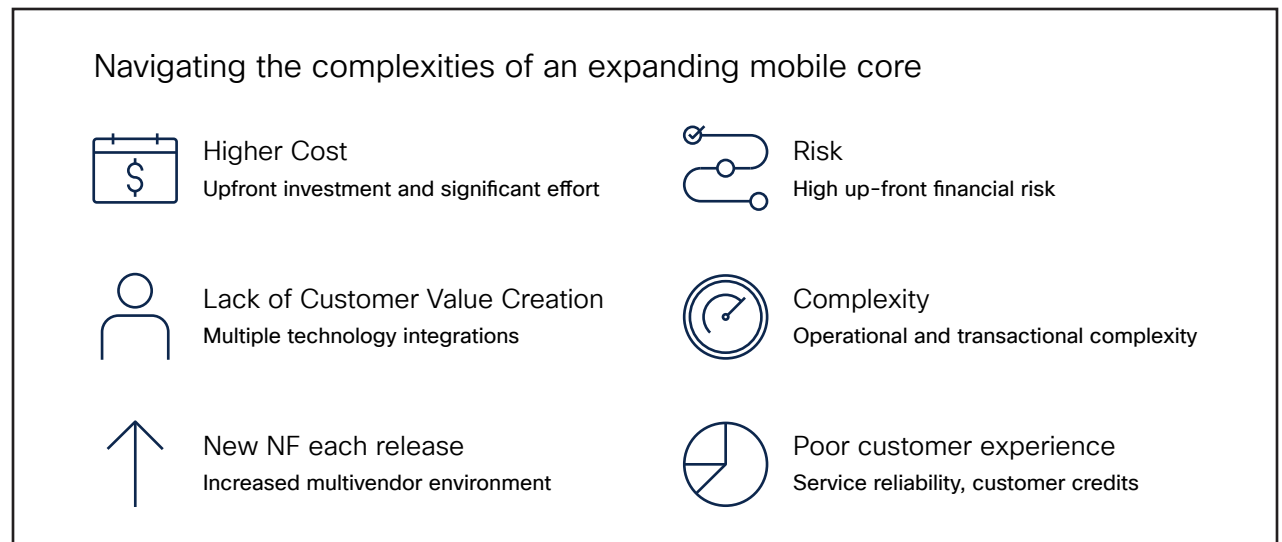 Navigating the complexities of an expanding mobile core
Higher Cost
Upfront investment and significant effort
Risk
High up-front financial risk
Lack of Customer Value Creation
Multiple technology integrations
Complexity
Operational and transactional complexity
New NF each release
Increased multivendor environment
Poor customer experience
Service reliability, customer credits